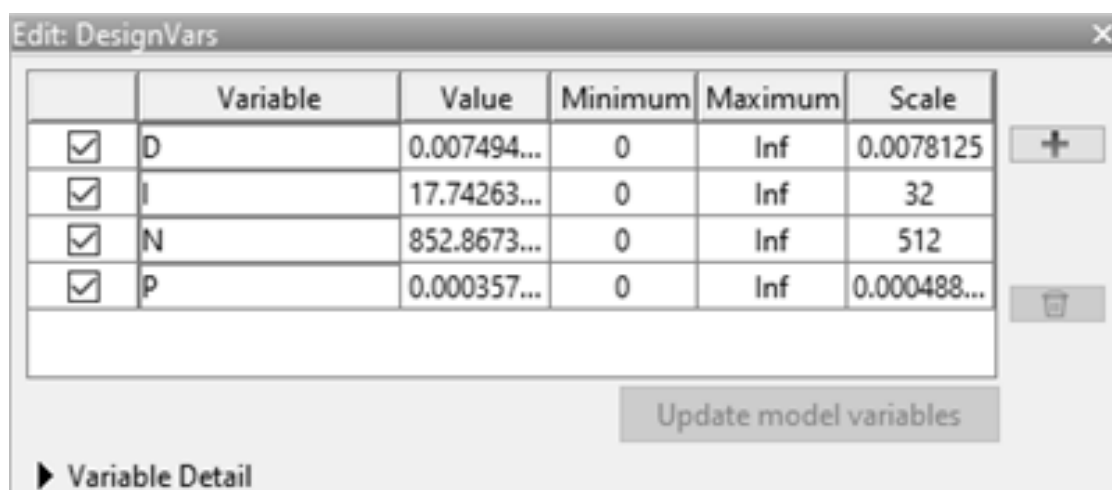 Edit: DesignVars
Variable Value Minimum Maximum Scale
D 0.007494... 0 Inf 0.0078125
I 17.74263... 0 Inf 32
N 852.8673... 0 Inf 512
P 0.000357... 0 Inf 0.000488...
Update model variables
Variable Detail